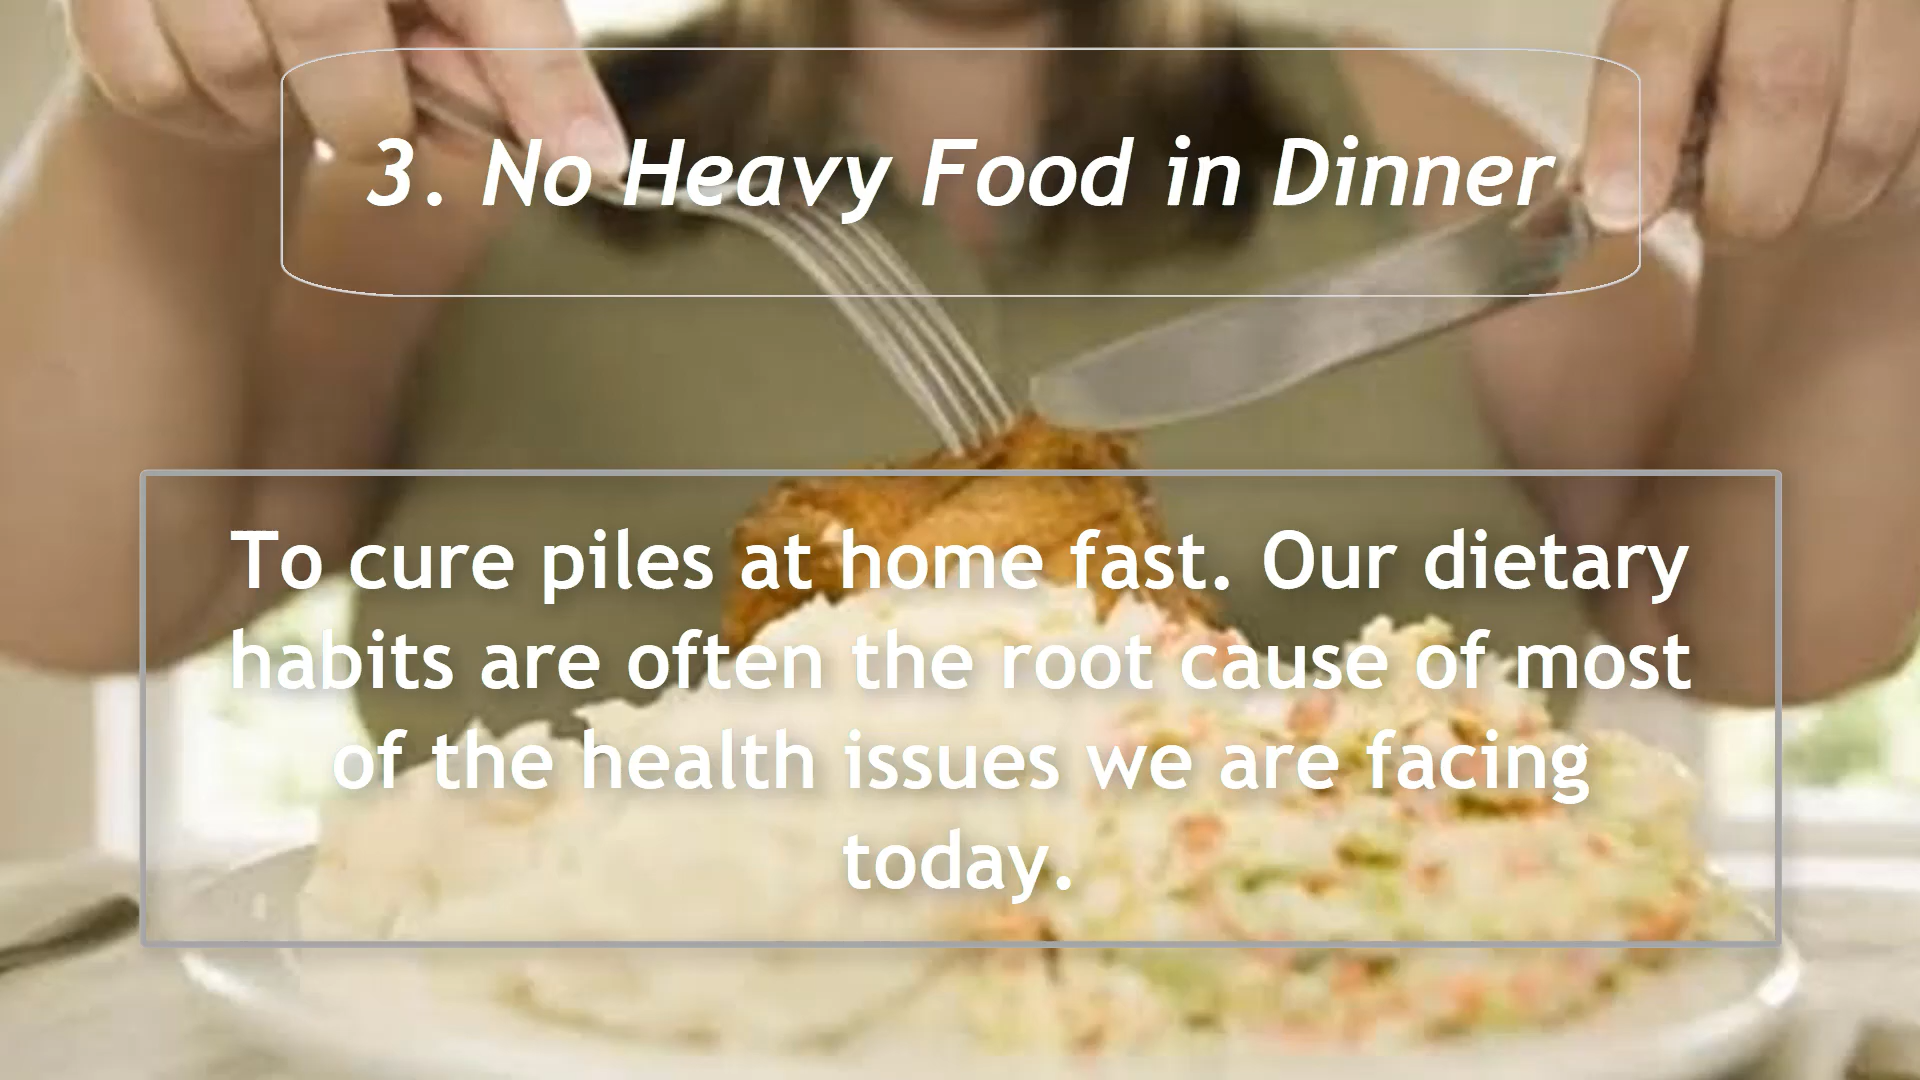 3. No Heavy Food in Dinner
To cure piles at home fast. Our dietary
habits are often the root cause of most
of the health issues we are facing
today.